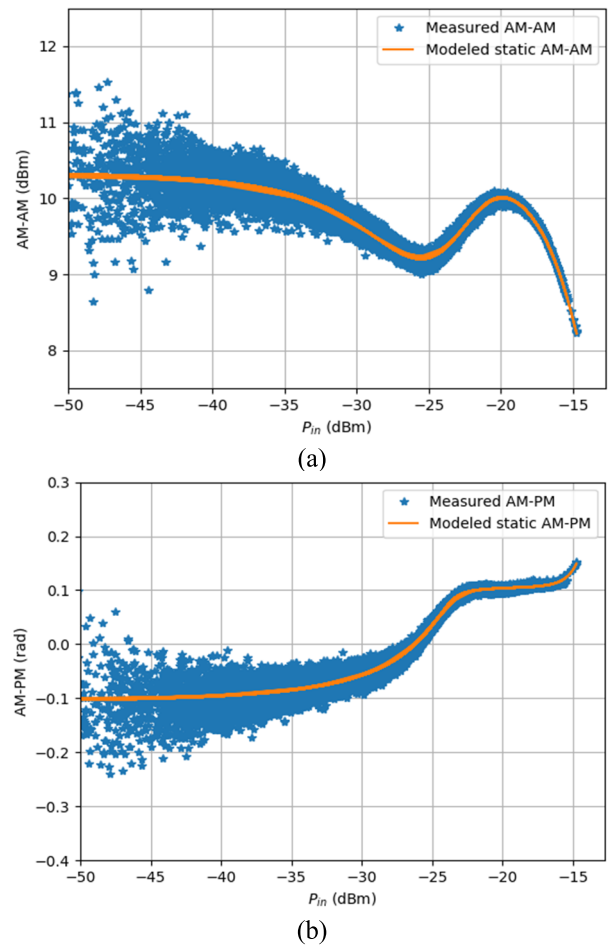 12
11
10
9
8
AM-AM (dBm)
Measured AM-AM
Modeled static AM-AM
−50 −45 −40 −35 −30 −25 −20 −15
Pin (dBm)
(a)
0.3
0.2
0.1
0.0
−0.1
−0.2
−0.3
−0.4
AM-PM (rad)
Measured AM-PM
Modeled static AM-PM
−50 −45 −40 −35 −30 −25 −20 −15
Pin (dBm)
(b)